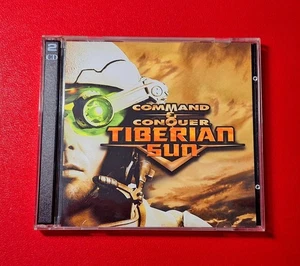 2
CD
COMMAND
&
CONQUER
TIBERIAN
SUN